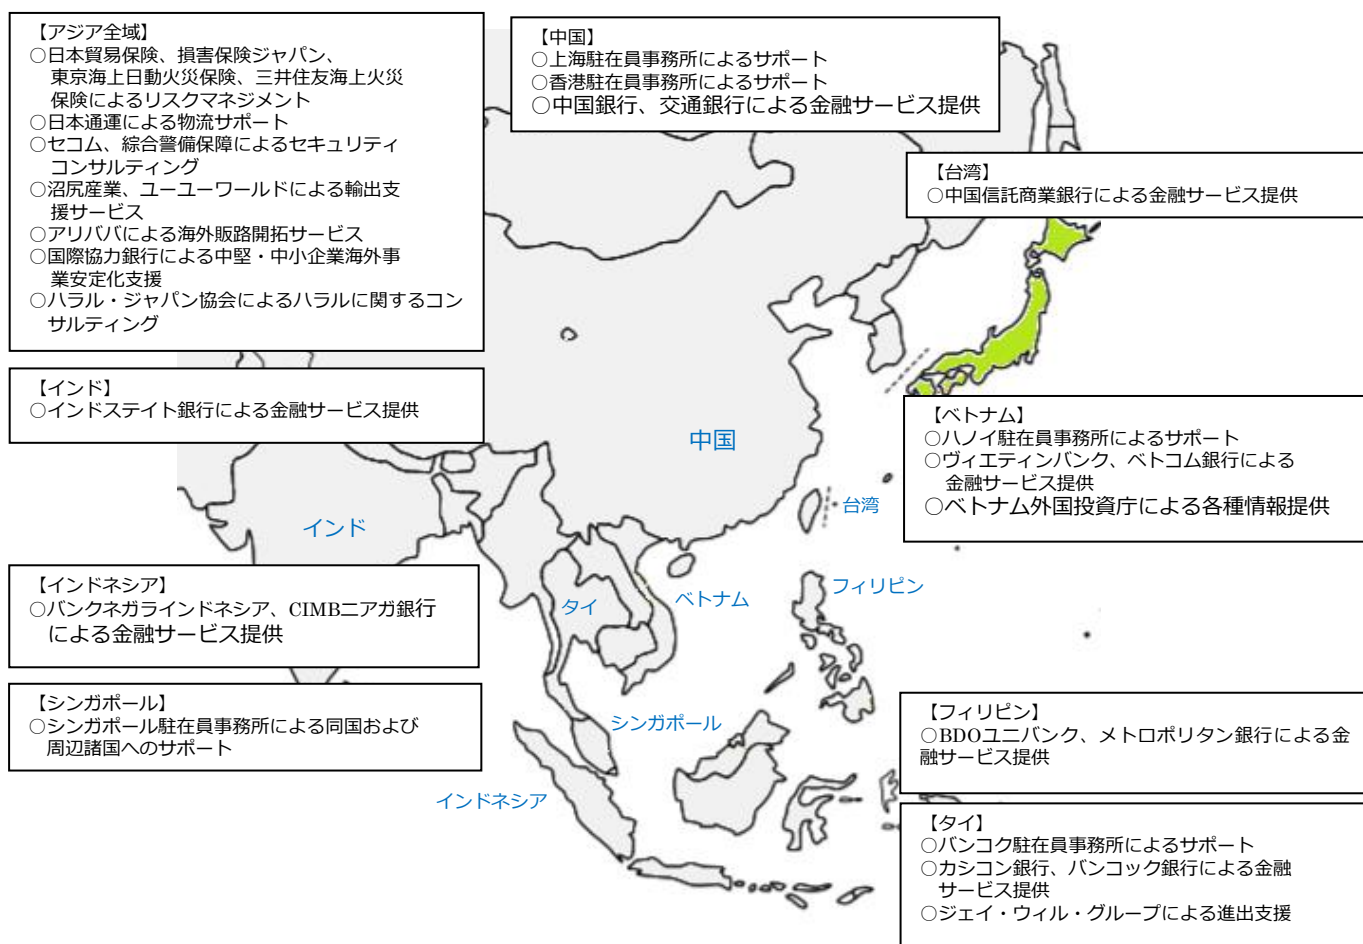 【アジア全域】
○日本貿易保険、損害保険ジャパン、
東京海上日動火災保険、三井住友海上火災
保険によるリスクマネジメント
○日本通運による物流サポート
○セコム、綜合警備保障によるセキュリティ
コンサルティング
○沼尻産業、ユーユーワールドによる輸出支
援サービス
○アリババによる海外販路開拓サービス
○国際協力銀行による中堅・中小企業海外事
業安定化支援
○ハラル・ジャパン協会によるハラルに関するコン
サルティング
【中国】
○上海駐在員事務所によるサポート
○香港駐在員事務所によるサポート
○中国銀行、交通銀行による金融サービス提供
【台湾】
○中国信託商業銀行による金融サービス提供
【インド】
○インドステイト銀行による金融サービス提供
【ベトナム】
○ハノイ駐在員事務所によるサポート
○ヴィエティンバンク、ベトコム銀行による
金融サービス提供
○ベトナム外国投資庁による各種情報提供
中国
台湾
インド
【インドネシア】
○バンクネガラインドネシア、CIMBニアガ銀行
による金融サービス提供
タイ
ベトナム
フィリピン
【シンガポール】
○シンガポール駐在員事務所による同国および
周辺諸国へのサポート
シンガポール
インドネシア
【フィリピン】
○BDOユニバンク、メトロポリタン銀行による金
融サービス提供
【タイ】
○バンコク駐在員事務所によるサポート
○カシコン銀行、バンコック銀行による金融
サービス提供
○ジェイ・ウィル・グループによる進出支援